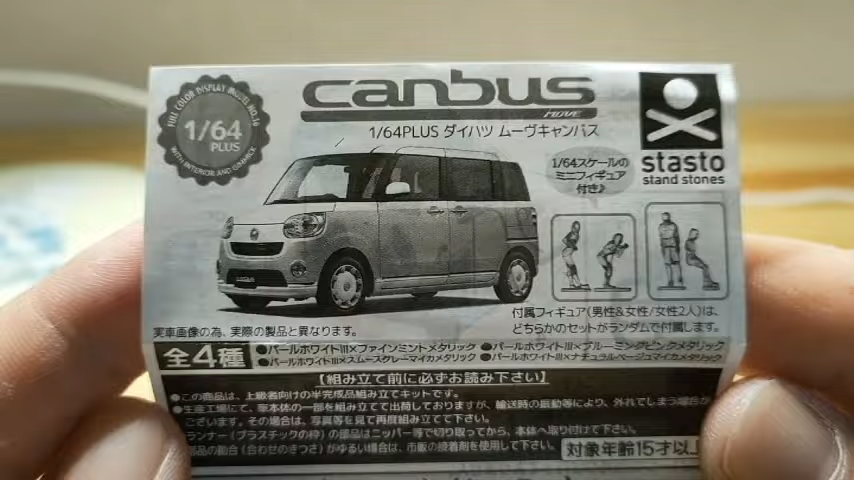 FULL COLOR DISPLAY MODEL NO.16
1/64
PLUS
WITH INTERIOR AND GIMMICK
canbus
MOVE
1/64PLUS ダイハツ ムーヴキャンバス
stasto
stand stones
1/64スケールの
ミニフィギュア
付き♪
付属フィギュア(男性&女性/女性2人)は、
どちらかのセットがランダムで付属します。
実車画像の為、実際の製品と異なります。
全4種
●パールホワイトIII×ファインミントメタリック ●パールホワイトIII×ブルーミングピンクメタリック
●パールホワイトIII×スムースグレーマイカメタリック ●パールホワイトIII×ナチュラルベージュマイカメタリック
【組み立て前に必ずお読み下さい】
●この商品は、上級者向けの半完成品組み立てキットです。
●生産工場にて、車本体の一部を組み立てて出荷しておりますが、輸送時の振動等により、外れてしまう場合が
ございます。その場合は、写真等を見て再度組み立てて下さい。
ランナー(プラスチックの枠)の部品はニッパー等で切り取ってから、本体へ取り付けて下さい。
部品の勘合(合わせのきつさ)がゆるい場合は、市販の接着剤を使用して下さい。
対象年齢15才以上